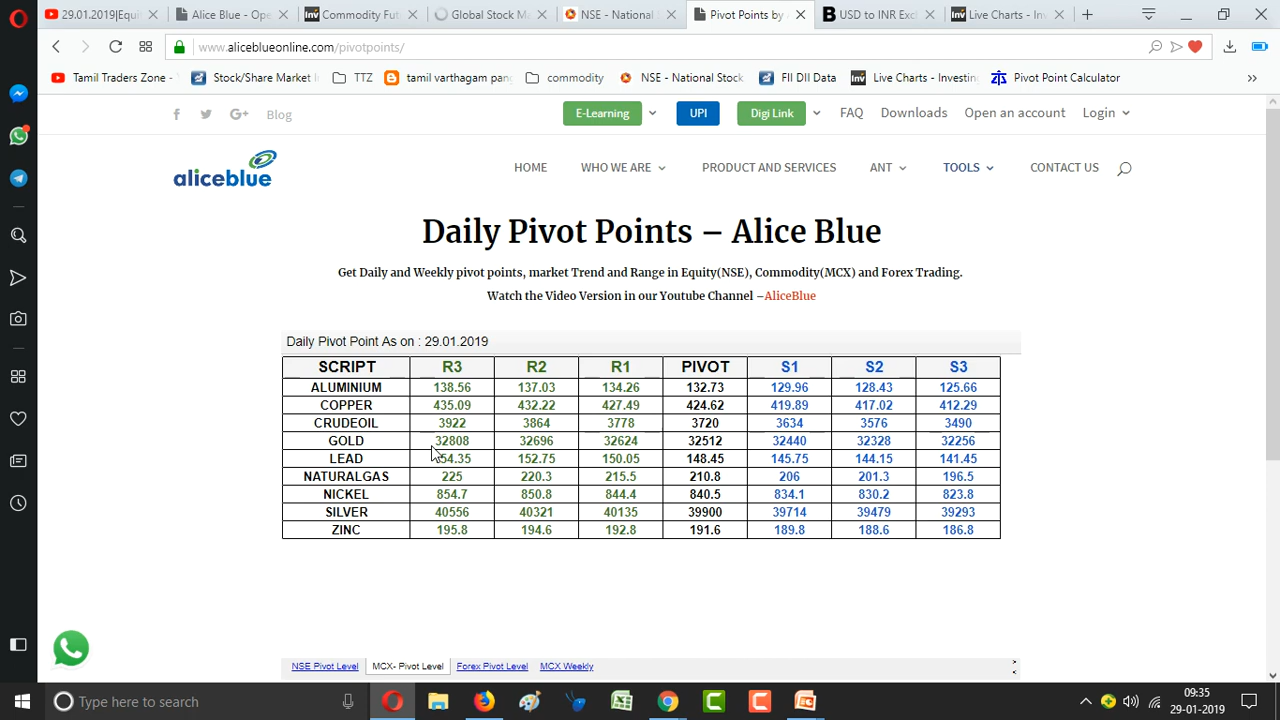 29.01.2019|Equi
Alice Blue - Ope
Commodity Futu
Global Stock Ma
NSE - National S
Pivot Points by
USD to INR Exc
Live Charts - Inv
www.aliceblueonline.com/pivotpoints/
Tamil Traders Zone -
Stock/Share Market I
TTZ
tamil varthagam pan
commodity
NSE - National Stock
FII DII Data
Live Charts - Investin
Pivot Point Calculator
Blog
E-Learning
UPI
Digi Link
FAQ
Downloads
Open an account
Login
aliceblue
HOME
WHO WE ARE
PRODUCT AND SERVICES
ANT
TOOLS
CONTACT US
Daily Pivot Points – Alice Blue
Get Daily and Weekly pivot points, market Trend and Range in Equity(NSE), Commodity(MCX) and Forex Trading.
Watch the Video Version in our Youtube Channel –AliceBlue
Daily Pivot Point As on : 29.01.2019
SCRIPT R3 R2 R1 PIVOT S1 S2 S3
ALUMINIUM 138.56 137.03 134.26 132.73 129.96 128.43 125.66
COPPER 435.09 432.22 427.49 424.62 419.89 417.02 412.29
CRUDEOIL 3922 3864 3778 3720 3634 3576 3490
GOLD 32808 32696 32624 32512 32440 32328 32256
LEAD 54.35 152.75 150.05 148.45 145.75 144.15 141.45
NATURALGAS 225 220.3 215.5 210.8 206 201.3 196.5
NICKEL 854.7 850.8 844.4 840.5 834.1 830.2 823.8
SILVER 40556 40321 40135 39900 39714 39479 39293
ZINC 195.8 194.6 192.8 191.6 189.8 188.6 186.8
NSE Pivot Level
MCX- Pivot Level
Forex Pivot Level
MCX Weekly
Type here to search
09:35
29-01-2019